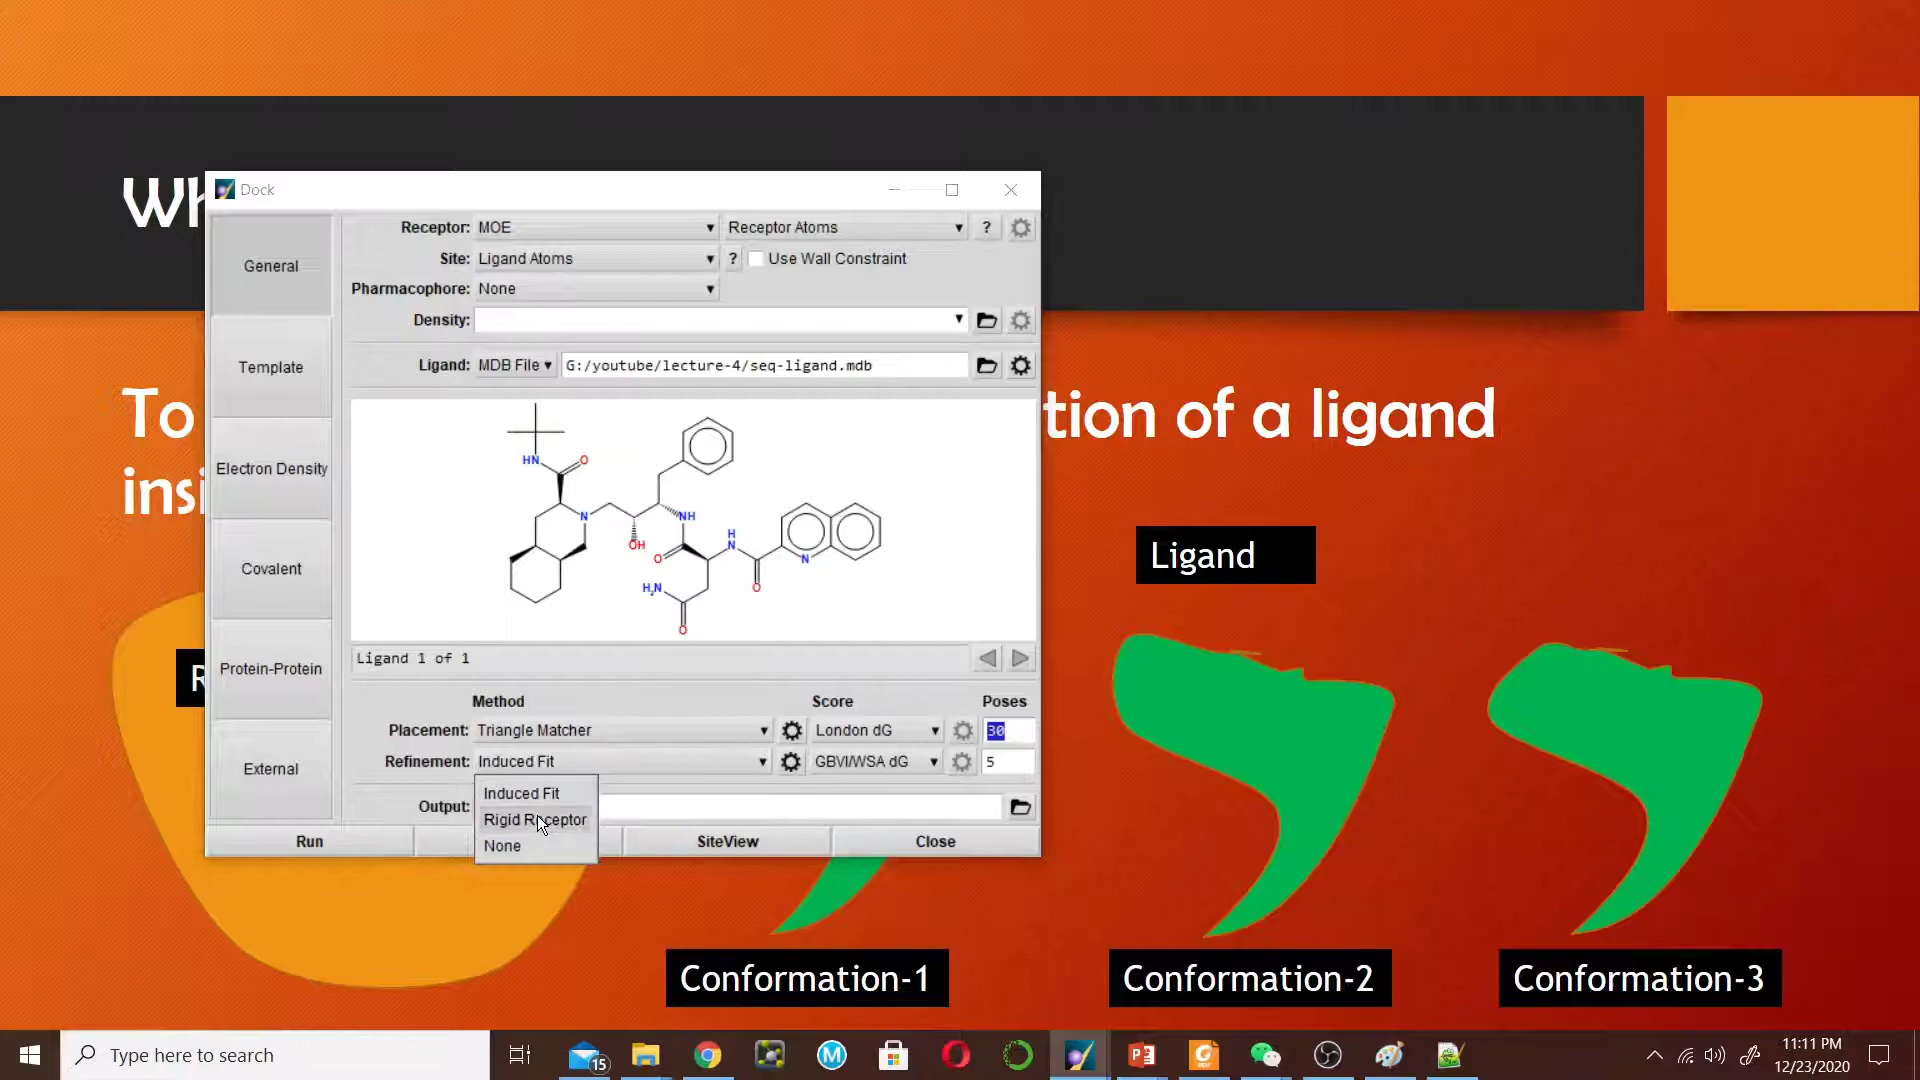 Wh
Dock
Receptor: MOE Receptor Atoms ?
Site: Ligand Atoms ? Use Wall Constraint
Pharmacophore: None
Density:
Ligand: MDB File G:/youtube/lecture-4/seq-ligand.mdb
General
Template
Electron Density
Covalent
Protein-Protein
External
HN O
N NH
OH O
H N
N
H₂N O
O
Ligand 1 of 1
Method Score Poses
Placement: Triangle Matcher London dG 30
Refinement: Induced Fit GBVI/WSA dG 5
Induced Fit
Rigid Receptor
None
Output:
Run SiteView Close
To tion of a ligand
insi
Ligand
R
Conformation-1
Conformation-2
Conformation-3
Type here to search
15
11:11 PM
12/23/2020